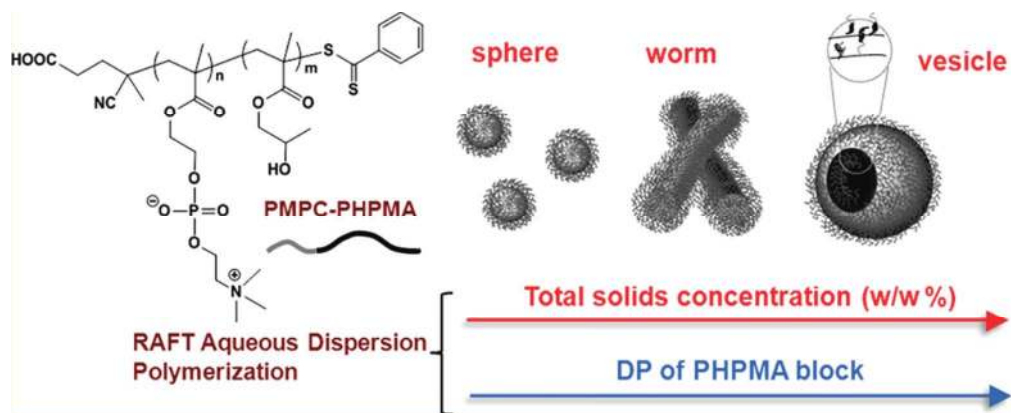 HOOC
NC
n
m
S
S
O
O
O
O
HO
O
⊖O
P
O
O
⊕
N
PMPC-PHPMA
RAFT Aqueous Dispersion
Polymerization
sphere
worm
vesicle
Total solids concentration (w/w %)
DP of PHPMA block